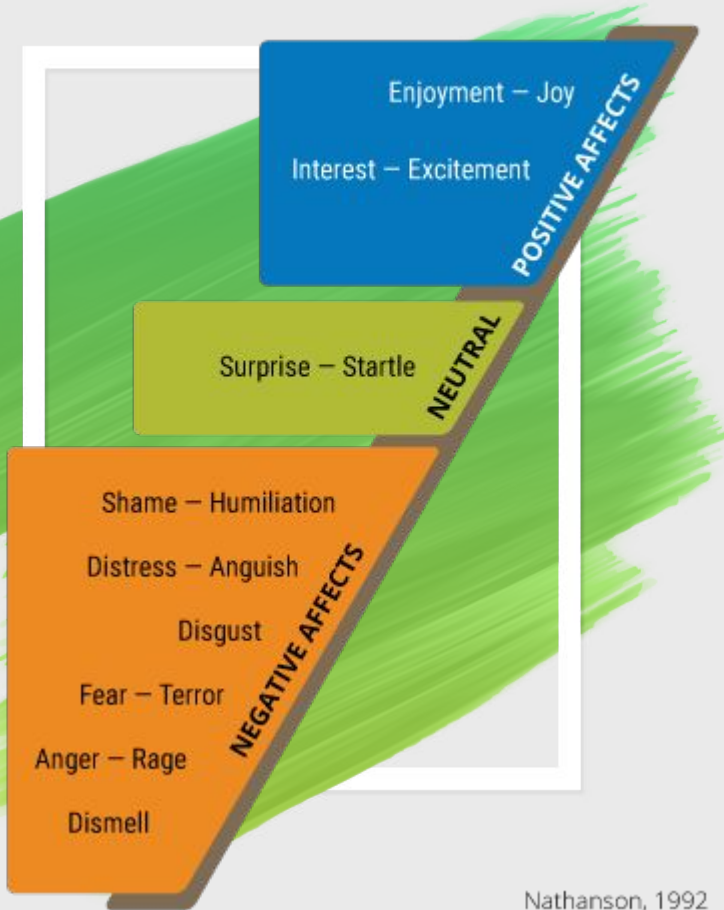 Enjoyment — Joy
Interest — Excitement
POSITIVE AFFECTS
Surprise — Startle
NEUTRAL
Shame — Humiliation
Distress — Anguish
Disgust
Fear — Terror
Anger — Rage
Dismell
NEGATIVE AFFECTS
Nathanson, 1992